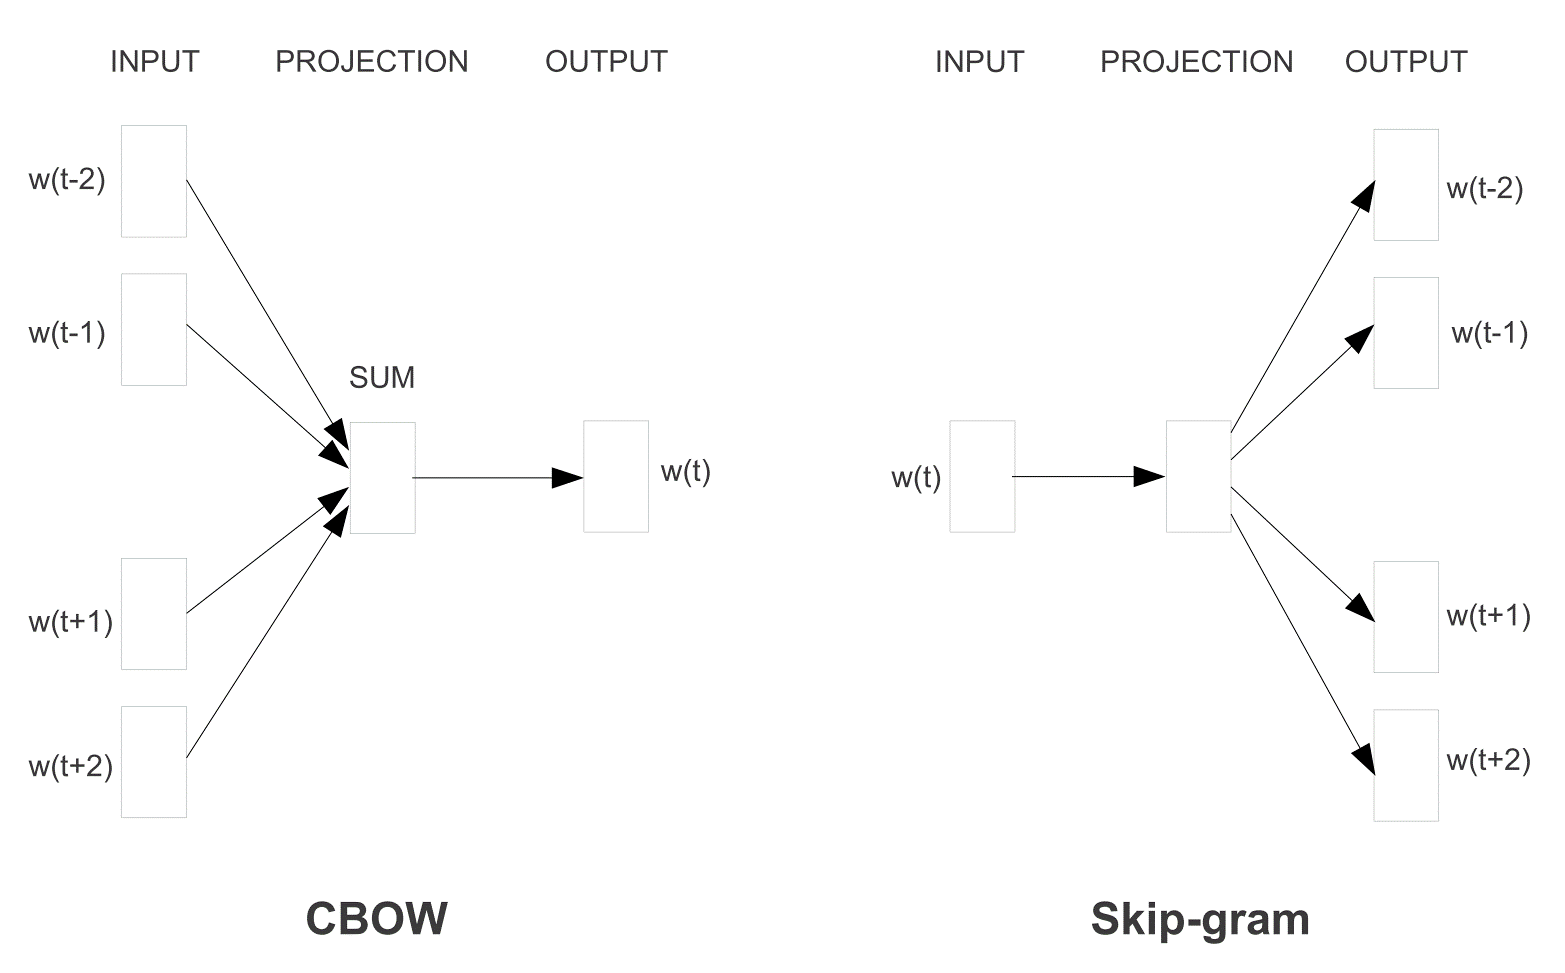 INPUT PROJECTION OUTPUT
w(t-2)
w(t-1)
SUM
w(t)
w(t+1)
w(t+2)
CBOW
INPUT PROJECTION OUTPUT
w(t-2)
w(t-1)
w(t)
w(t+1)
w(t+2)
Skip-gram